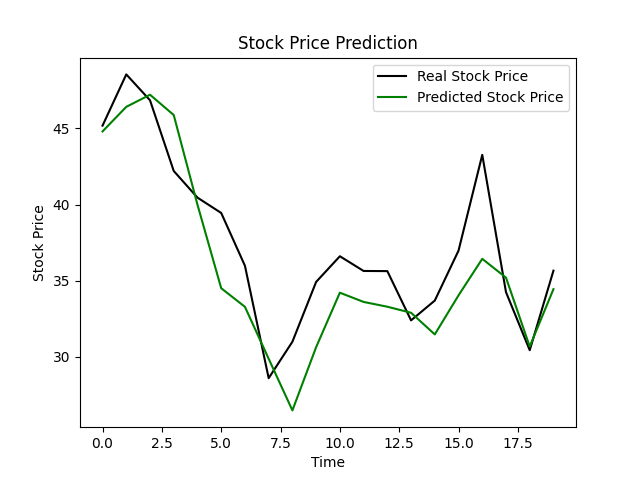 Stock Price Prediction
Real Stock Price
Predicted Stock Price
Stock Price
45
40
35
30
0.0 2.5 5.0 7.5 10.0 12.5 15.0 17.5
Time